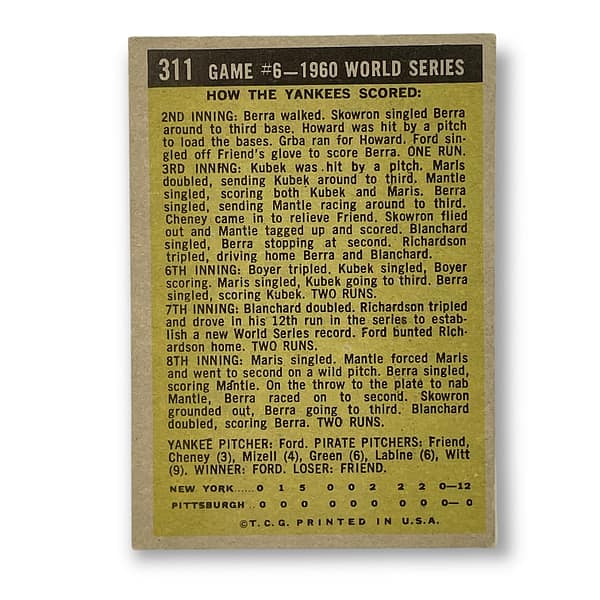 311 GAME #6—1960 WORLD SERIES
HOW THE YANKEES SCORED:
2ND INNING: Berra walked. Skowron singled Berra
around to third base. Howard was hit by a pitch
to load the bases. Grba ran for Howard. Ford sin-
gled off Friend's glove to score Berra. ONE RUN.
3RD INNING: Kubek was hit by a pitch. Maris
doubled, sending Kubek around to third. Mantle
singled, scoring both Kubek and Maris. Berra
singled, sending Mantle racing around to third.
Cheney came in to relieve Friend. Skowron flied
out and Mantle tagged up and scored. Blanchard
singled, Berra stopping at second. Richardson
tripled, driving home Berra and Blanchard.
6TH INNING: Boyer tripled. Kubek singled, Boyer
scoring. Maris singled, Kubek going to third. Berra
singled, scoring Kubek. TWO RUNS.
7TH INNING: Blanchard doubled. Richardson tripled
and drove in his 12th run in the series to estab-
lish a new World Series record. Ford bunted Rich-
ardson home. TWO RUNS.
8TH INNING: Maris singled. Mantle forced Maris
and went to second on a wild pitch. Berra singled,
scoring Mantle. On the throw to the plate to nab
Mantle, Berra raced on to second. Skowron
grounded out, Berra going to third. Blanchard
doubled, scoring Berra. TWO RUNS.
YANKEE PITCHER: Ford. PIRATE PITCHERS: Friend,
Cheney (3), Mizell (4), Green (6), Labine (6), Witt
(9). WINNER: FORD. LOSER: FRIEND.
NEW YORK...... 0 1 5 0 0 2 2 2 0—12
PITTSBURGH .. 0 0 0 0 0 0 0 0 0— 0
©T.C.G. PRINTED IN U.S.A.